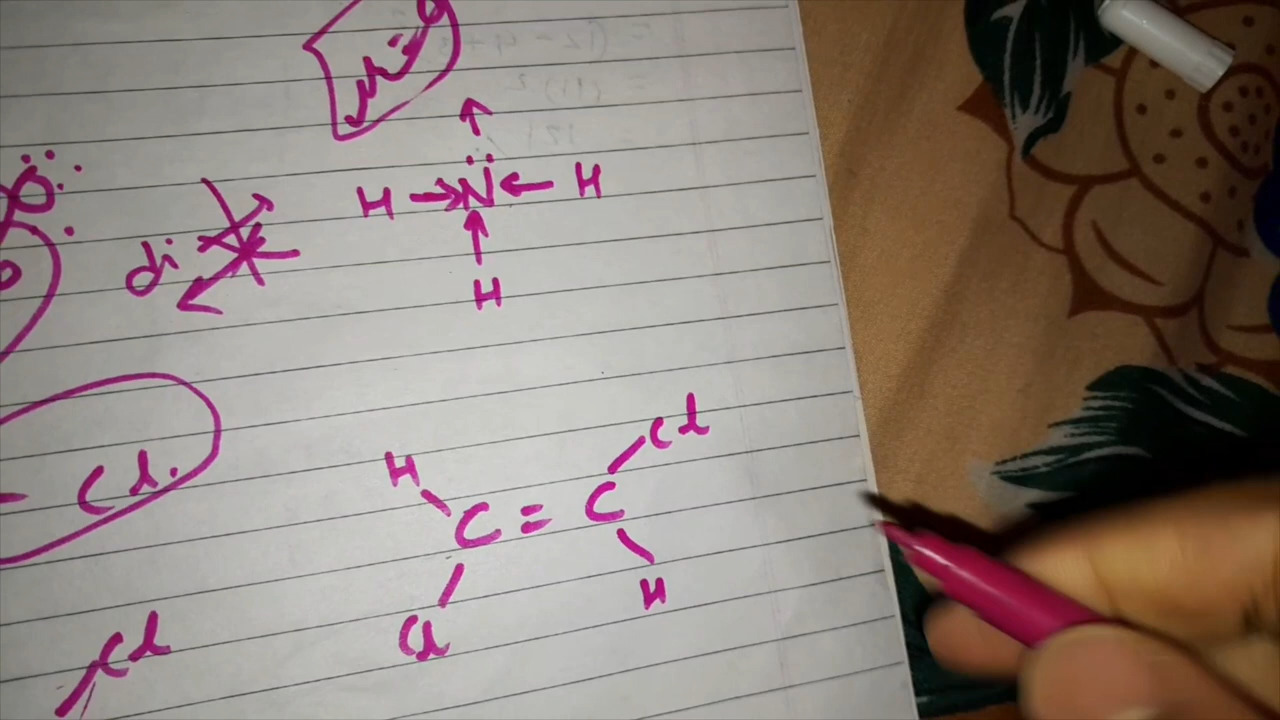 H → N̈ ← H
di
H
Cl
H
Cl.
C = C
H
Cl
Cl